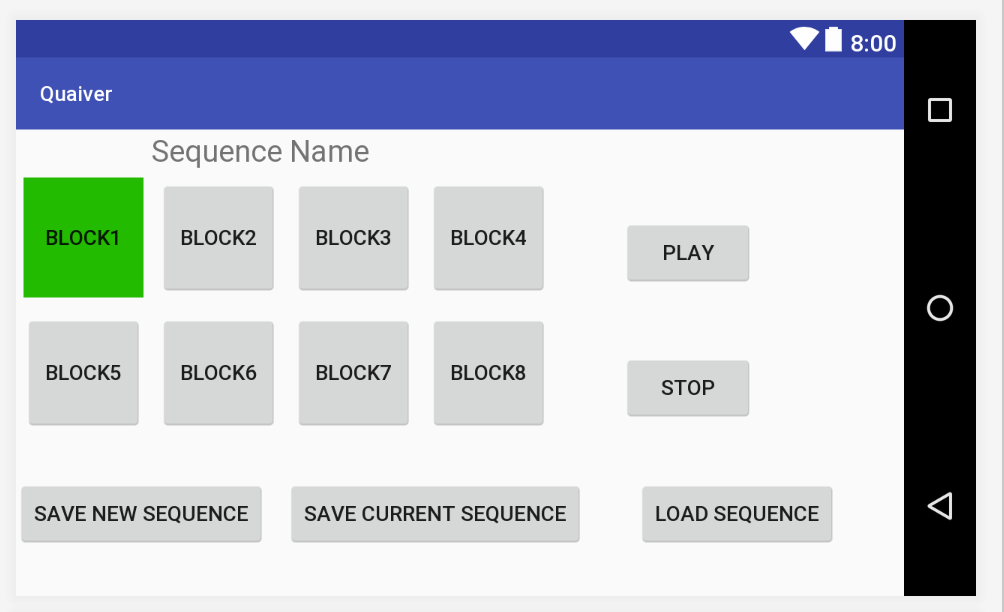 8:00
Quaiver
Sequence Name
BLOCK1 BLOCK2 BLOCK3 BLOCK4 PLAY
BLOCK5 BLOCK6 BLOCK7 BLOCK8 STOP
SAVE NEW SEQUENCE SAVE CURRENT SEQUENCE LOAD SEQUENCE